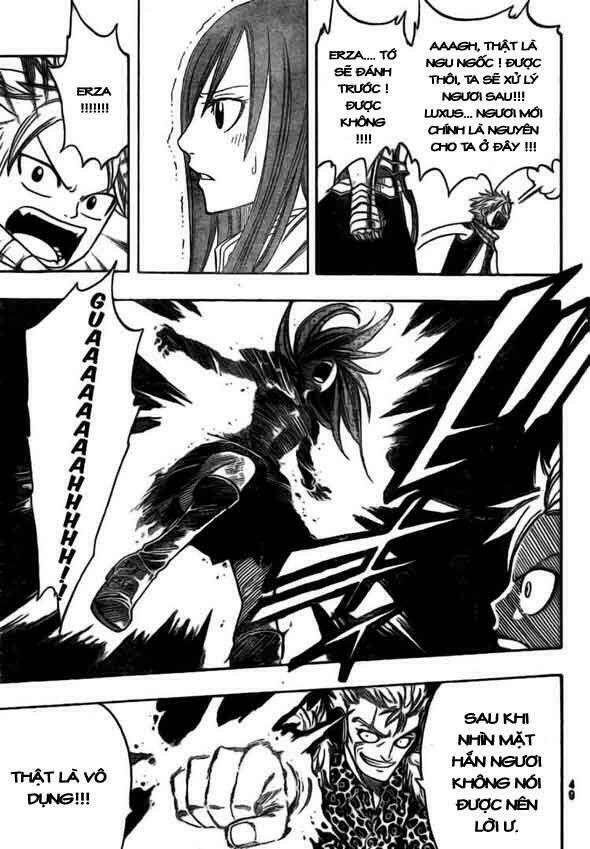 AAAGH, THẬT LÀ
NGU NGỐC ! ĐƯỢC
THÔI, TA SẼ XỬ LÝ
NGƯƠI SAU!!!
LUXUS... NGƯƠI MỚI
CHÍNH LÀ NGUYÊN
CHO TA Ở ĐÂY !!!
ERZA.... TỚ
SẼ ĐÁNH
TRƯỚC !
ĐƯỢC
KHÔNG
!!!!
ERZA
!!!!!!!
GUAAAAAAAAHHHHH!!
SAU KHI
NHÌN MẶT
HẮN NGƯƠI
KHÔNG NÓI
ĐƯỢC NÊN
LỜI Ư.
THẬT LÀ VÔ
DỤNG!!!
49